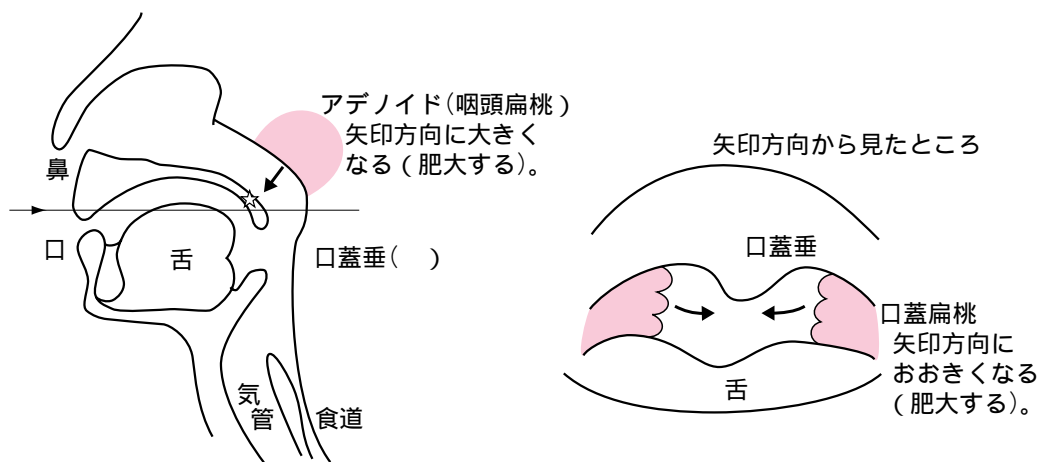 アデノイド(咽頭扁桃)
矢印方向に大きく
なる(肥大する)。
鼻
口
舌
口蓋垂( )
気
管
食道
矢印方向から見たところ
口蓋垂
口蓋扁桃
矢印方向に
おおきくなる
(肥大する)。
舌